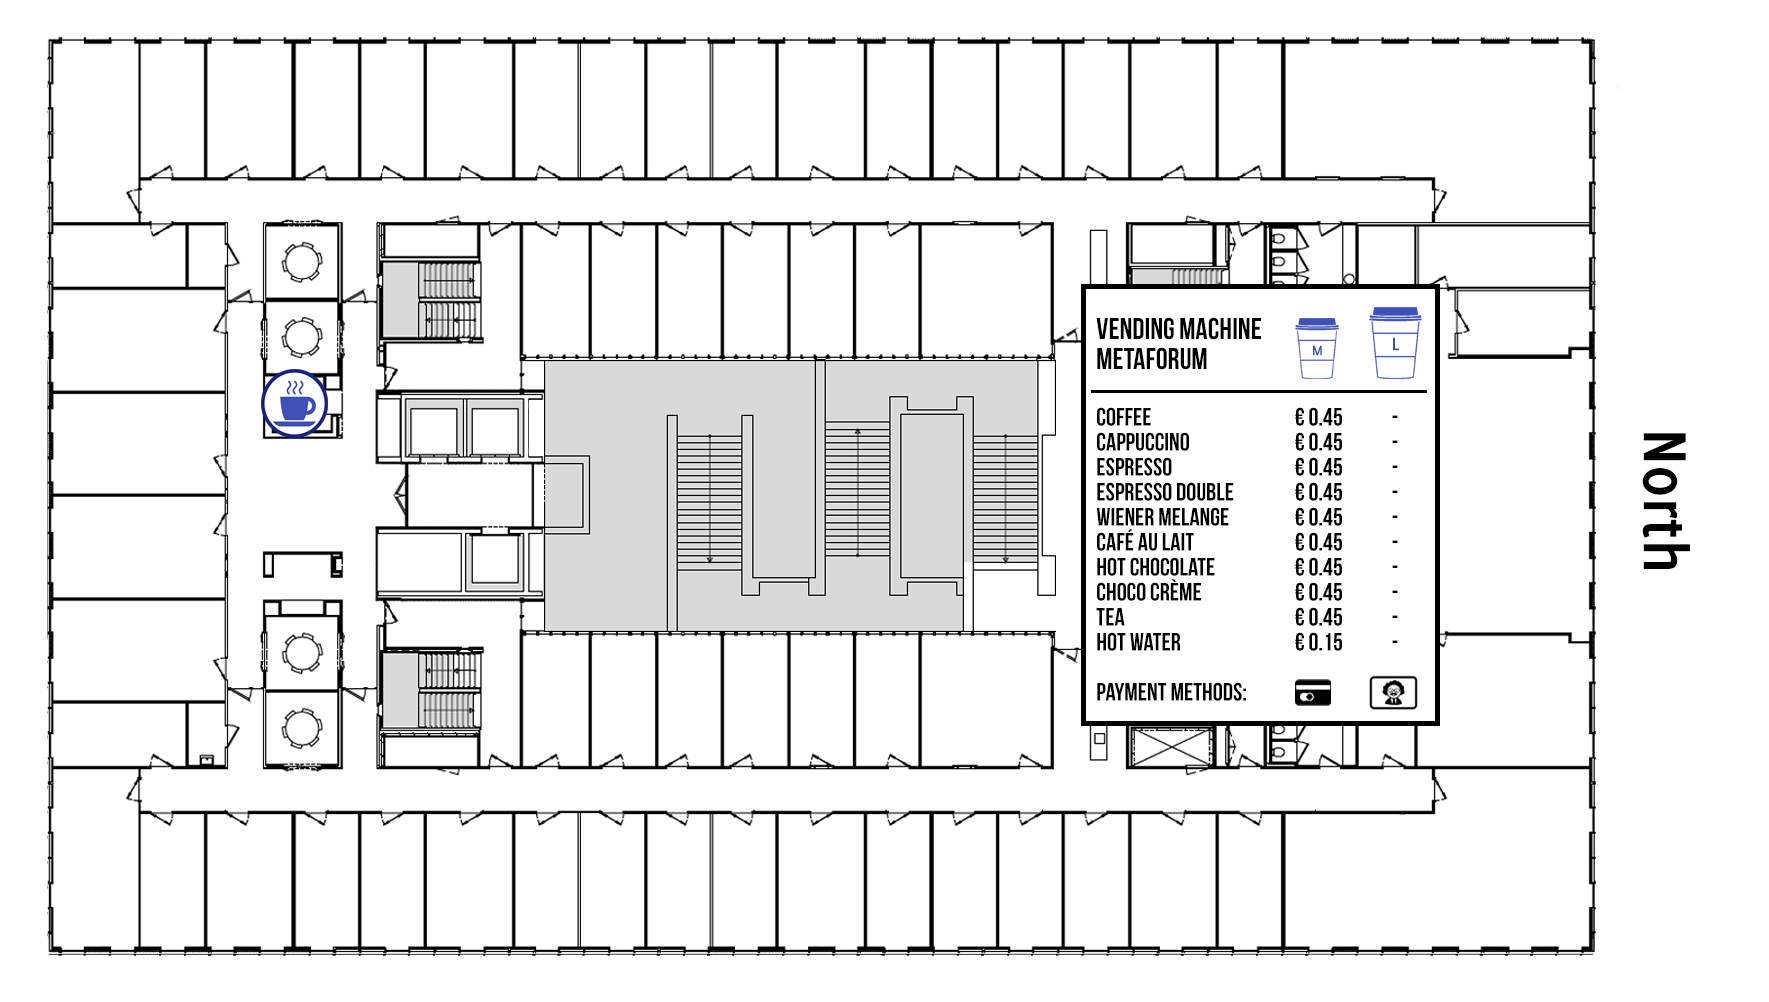 VENDING MACHINE
METAFORUM
M
L
COFFEE € 0.45 -
CAPPUCCINO € 0.45 -
ESPRESSO € 0.45 -
ESPRESSO DOUBLE € 0.45 -
WIENER MELANGE € 0.45 -
CAFÉ AU LAIT € 0.45 -
HOT CHOCOLATE € 0.45 -
CHOCO CRÈME € 0.45 -
TEA € 0.45 -
HOT WATER € 0.15 -
PAYMENT METHODS:
North